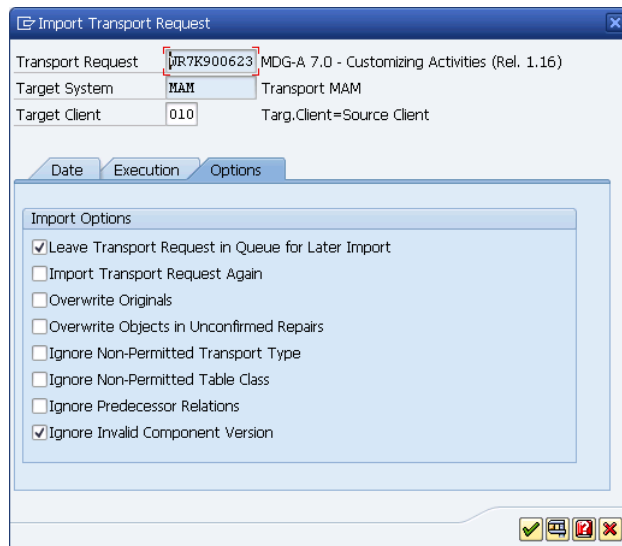 Import Transport Request
Transport Request WR7K900623 MDG-A 7.0 - Customizing Activities (Rel. 1.16)
Target System MAM Transport MAM
Target Client 010 Targ.Client=Source Client
Date Execution Options
Import Options
Leave Transport Request in Queue for Later Import
Import Transport Request Again
Overwrite Originals
Overwrite Objects in Unconfirmed Repairs
Ignore Non-Permitted Transport Type
Ignore Non-Permitted Table Class
Ignore Predecessor Relations
Ignore Invalid Component Version